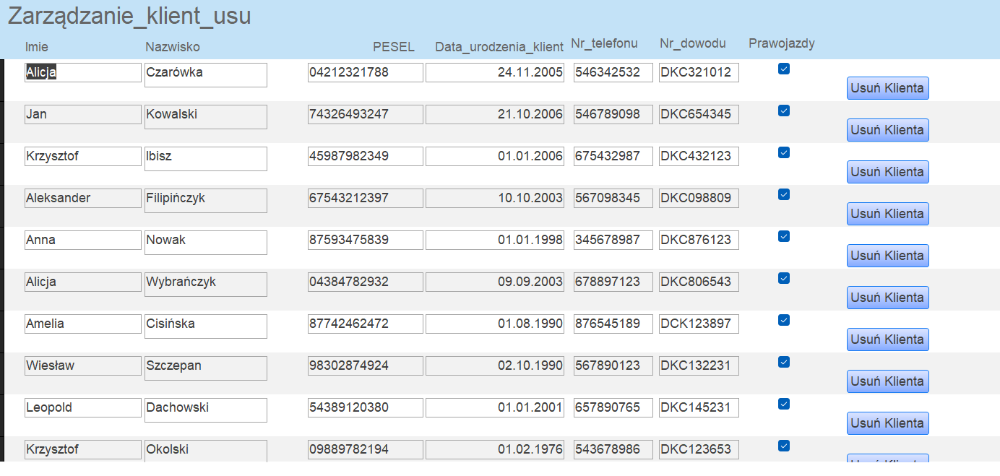 Zarządzanie_klient_usu
Imie Nazwisko PESEL Data_urodzenia_klient Nr_telefonu Nr_dowodu Prawojazdy
Alicja Czarówka 04212321788 24.11.2005 546342532 DKC321012
Usuń Klienta
Jan Kowalski 74326493247 21.10.2006 546789098 DKC654345
Usuń Klienta
Krzysztof Ibisz 45987982349 01.01.2006 675432987 DKC432123
Usuń Klienta
Aleksander Filipińczyk 67543212397 10.10.2003 567098345 DKC098809
Usuń Klienta
Anna Nowak 87593475839 01.01.1998 345678987 DKC876123
Usuń Klienta
Alicja Wybrańczyk 04384782932 09.09.2003 678897123 DKC806543
Usuń Klienta
Amelia Cisińska 87742462472 01.08.1990 876545189 DCK123897
Usuń Klienta
Wiesław Szczepan 98302874924 02.10.1990 567890123 DKC132231
Usuń Klienta
Leopold Dachowski 54389120380 01.01.2001 657890765 DKC145231
Usuń Klienta
Krzysztof Okolski 09889782194 01.02.1976 543678986 DKC123653
Usuń Klienta